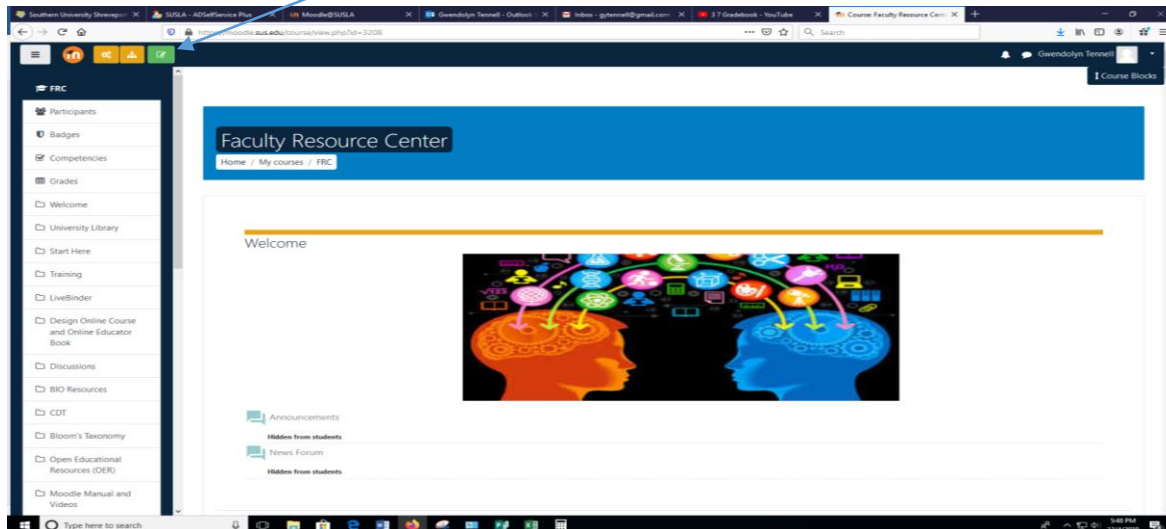 Southern University Shrevepor
SUSLA - ADSelfService Plus
Moodle@SUSLA
Gwendolyn Tennell - Outlook
Inbox - gytennell@gmail.com
3 7 Gradebook - YouTube
Course: Faculty Resource Cent
moodle.sus.edu/course/view.php?id=3208
Search
Gwendolyn Tennell
Course Blocks
FRC
Participants
Badges
Competencies
Grades
Welcome
University Library
Start Here
Training
LiveBinder
Design Online Course
and Online Educator
Book
Discussions
BIO Resources
CDT
Bloom's Taxonomy
Open Educational
Resources (OER)
Moodle Manual and
Videos
Faculty Resource Center
Home / My courses / FRC
Welcome
Announcements
Hidden from students
News Forum
Hidden from students
Type here to search
5:48 PM